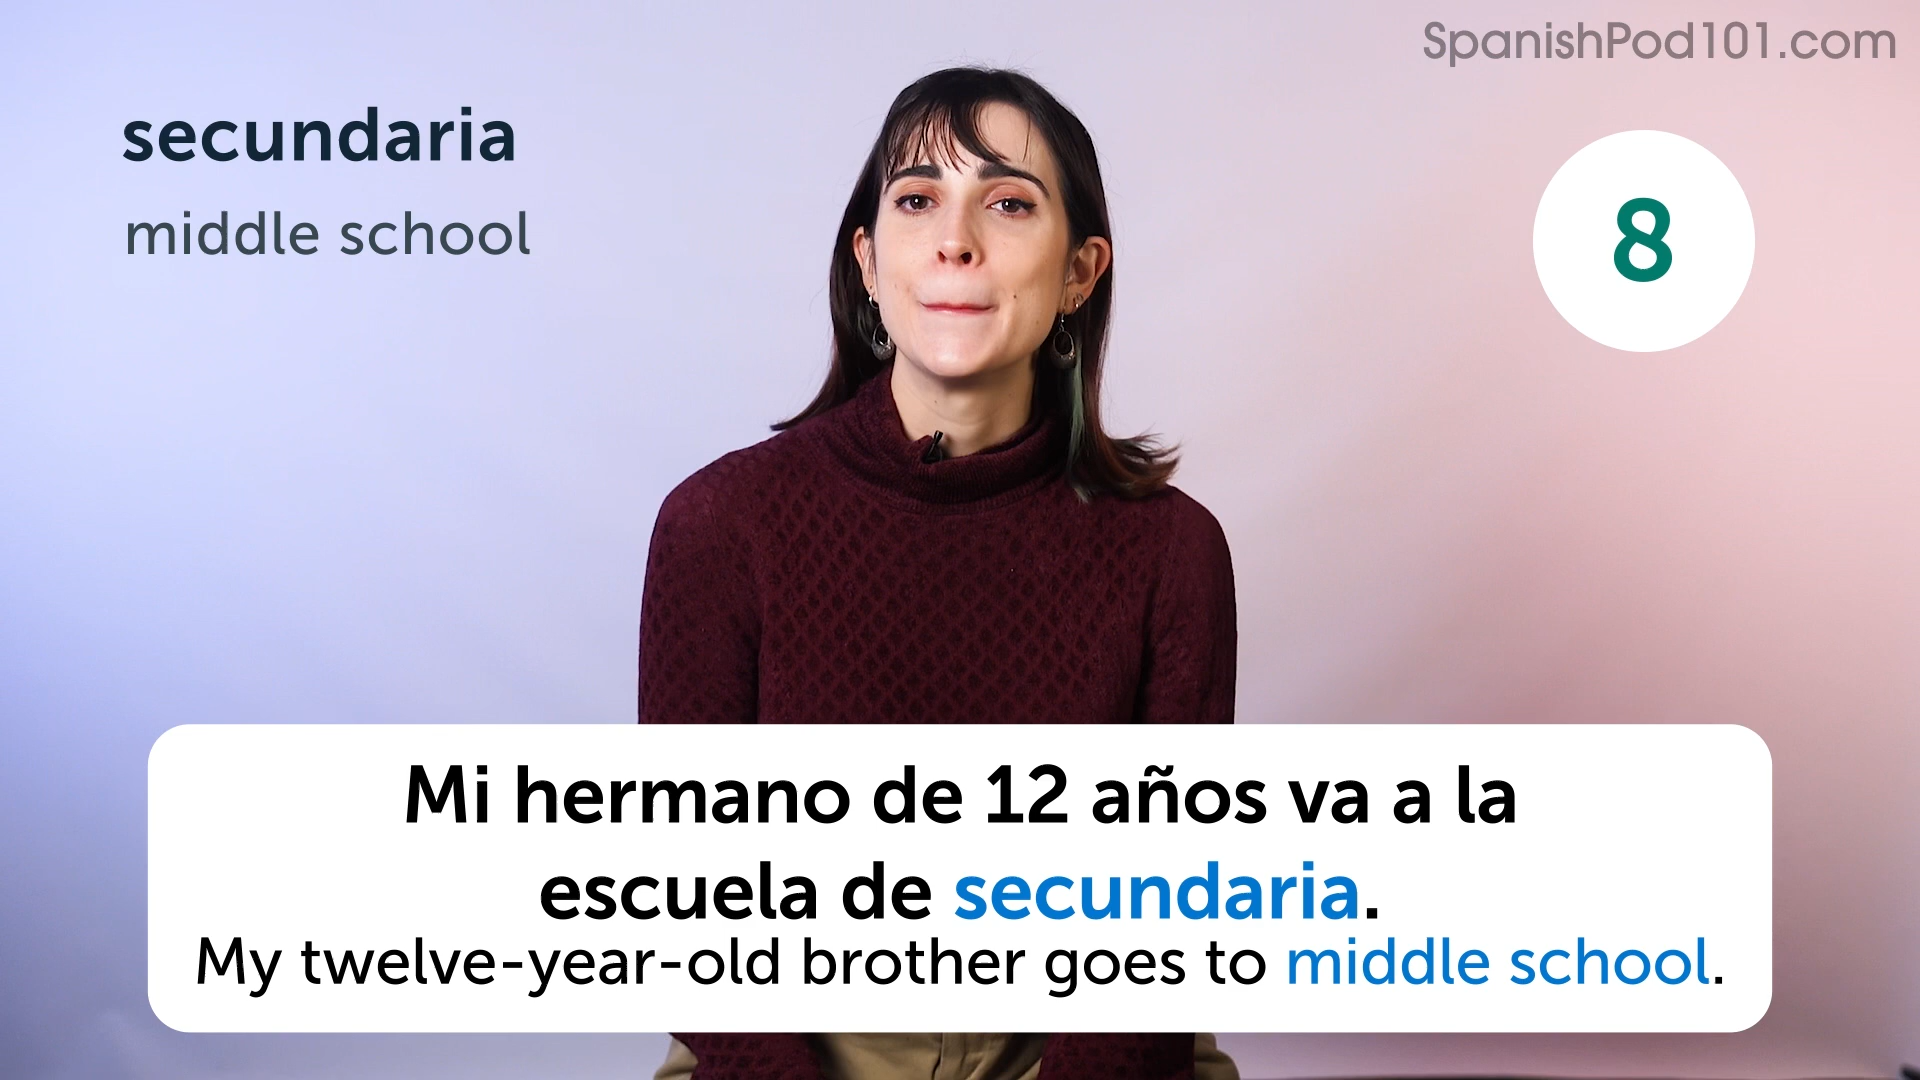 SpanishPod101.com
secundaria
middle school
8
Mi hermano de 12 años va a la
escuela de secundaria.
My twelve-year-old brother goes to middle school.